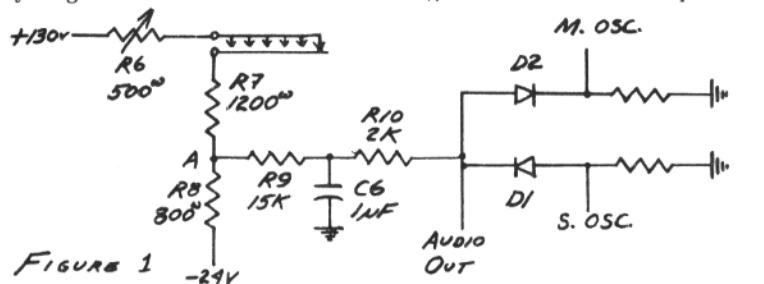 +130v
R6
500ω
R7
1200ω
A
R8
800ω
-24V
R9
15K
C6
1µF
R10
2K
AUDIO
OUT
D2
M. OSC.
D1
S. OSC.
FIGURE 1